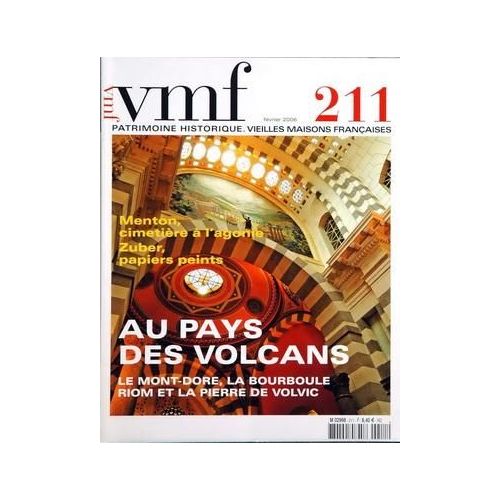 vmf
vmf
février 2006
211
PATRIMOINE HISTORIQUE. VIEILLES MAISONS FRANÇAISES
Menton,
cimetière à l'agonie
Zuber,
papiers peints
AU PAYS
DES VOLCANS
LE MONT-DORE, LA BOURBOULE
RIOM ET LA PIERRE DE VOLVIC